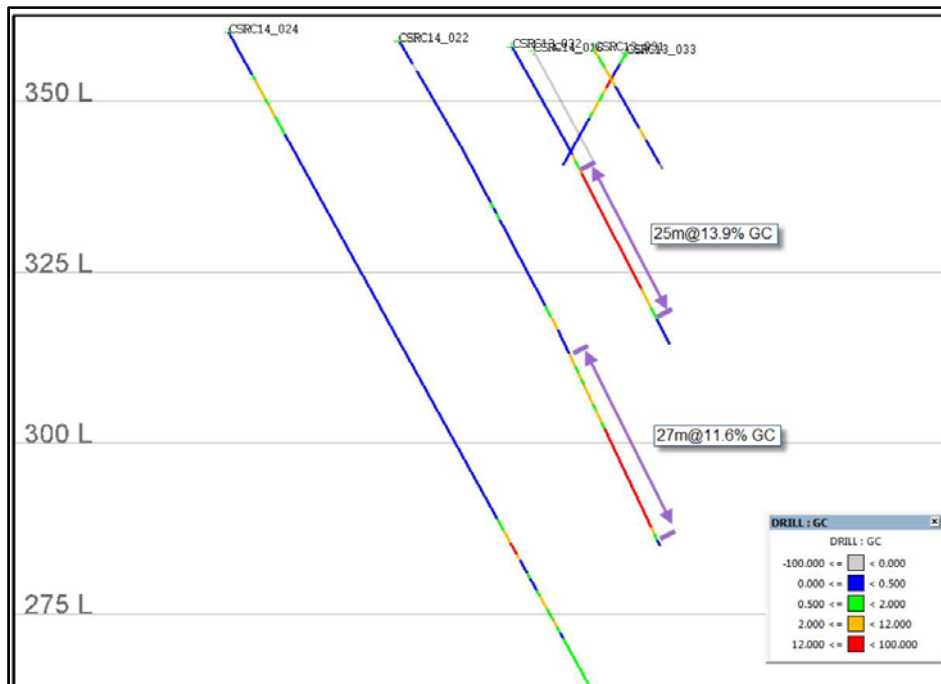 CSRC14_024
CSRC14_022
CSRC13_033
350 L
25m@13.9% GC
325 L
300 L
27m@11.6% GC
275 L
DRILL : GC
DRILL : GC
-100.000 <= < 0.000
0.000 <= < 0.500
0.500 <= < 2.000
2.000 <= < 12.000
12.000 <= < 100.000